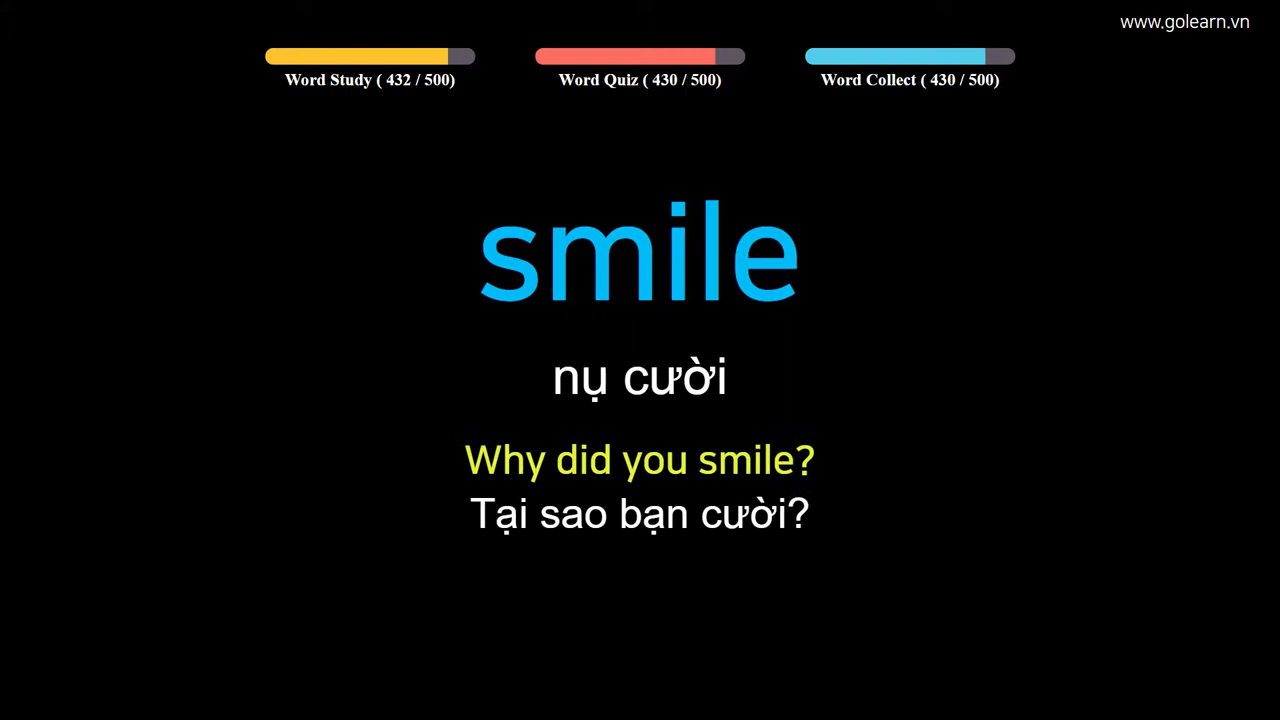 www.golearn.vn
Word Study ( 432 / 500)
Word Quiz ( 430 / 500)
Word Collect ( 430 / 500)
smile
nụ cười
Why did you smile?
Tại sao bạn cười?